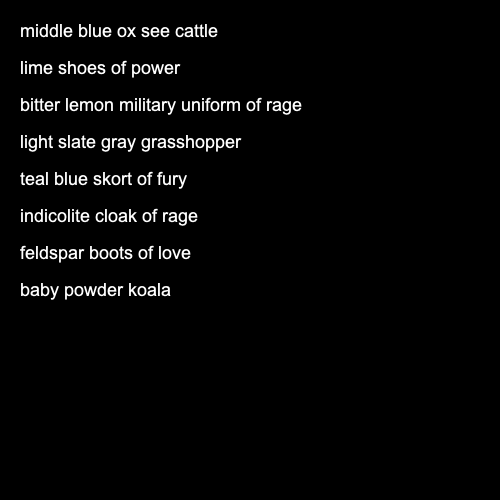 middle blue ox see cattle
lime shoes of power
bitter lemon military uniform of rage
light slate gray grasshopper
teal blue skort of fury
indicolite cloak of rage
feldspar boots of love
baby powder koala